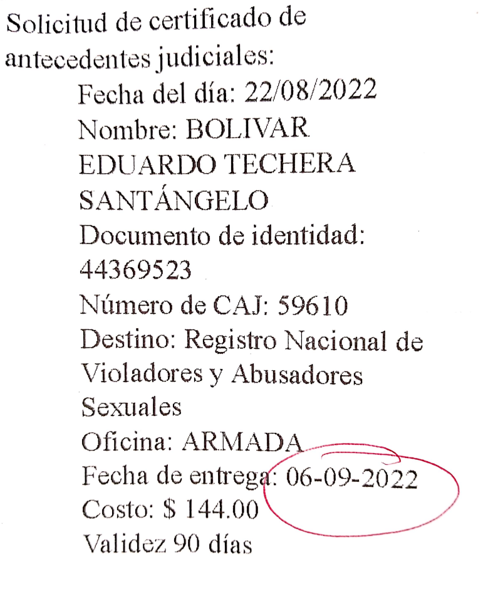 Solicitud de certificado de
antecedentes judiciales:
Fecha del día: 22/08/2022
Nombre: BOLIVAR
EDUARDO TECHERA
SANTÁNGELO
Documento de identidad:
44369523
Número de CAJ: 59610
Destino: Registro Nacional de
Violadores y Abusadores
Sexuales
Oficina: ARMADA
Fecha de entrega: 06-09-2022
Costo: $ 144.00
Validez 90 días